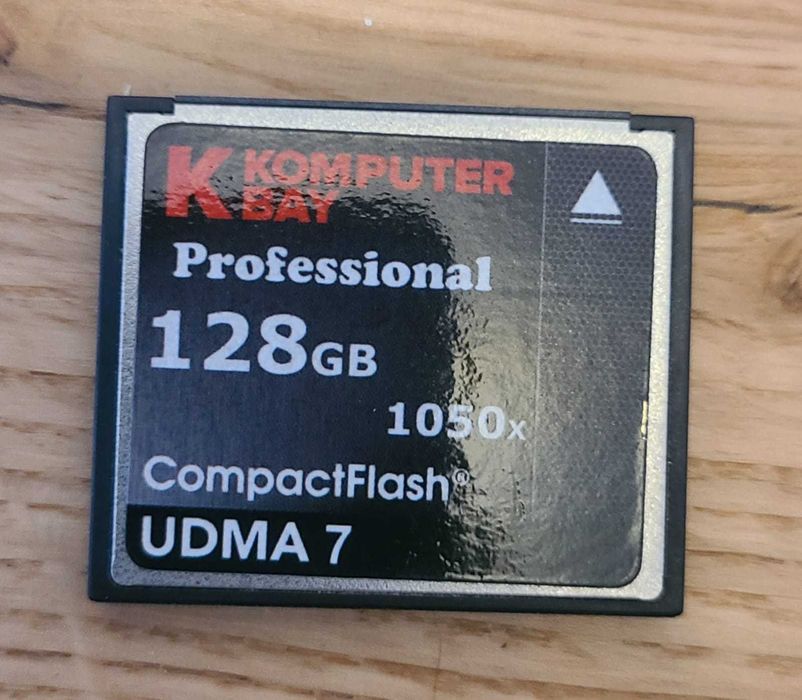 K KOMPUTER
BAY
Professional
128GB
1050x
CompactFlash®
UDMA 7